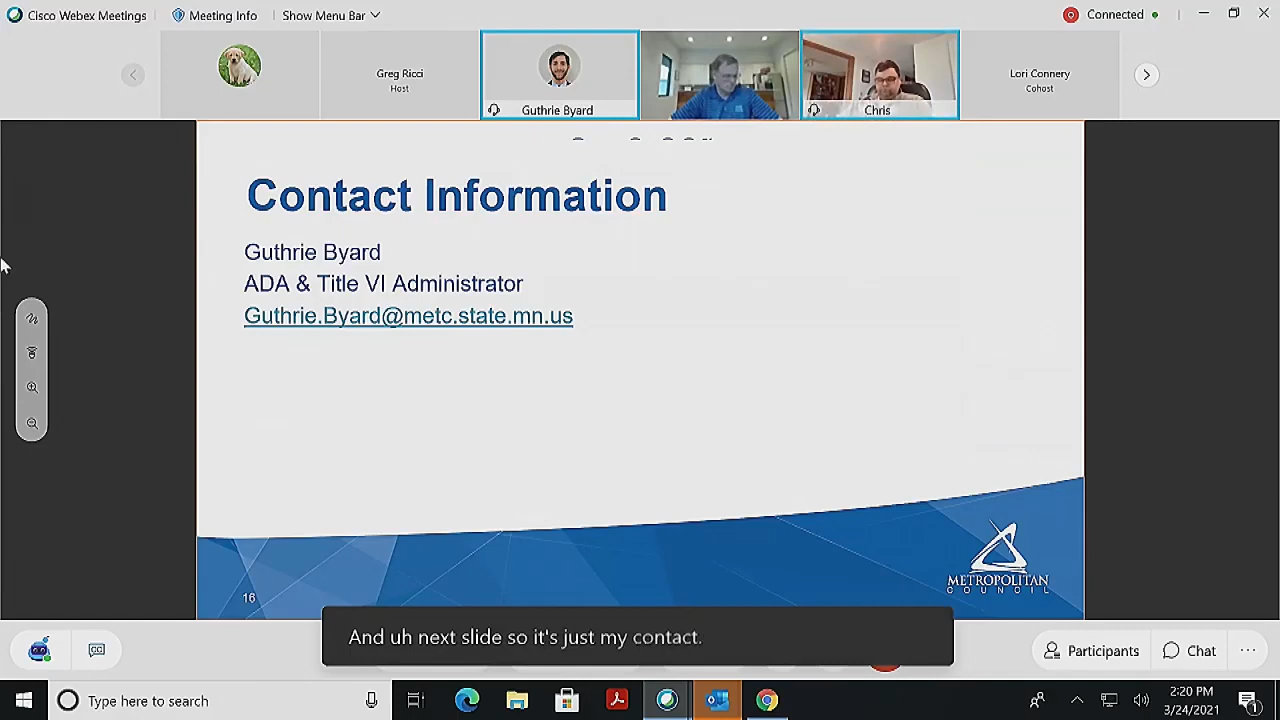 Cisco Webex Meetings
Meeting Info
Show Menu Bar
Connected
Greg Ricci
Host
Guthrie Byard
Chris
Lori Connery
Cohost
Contact Information
Guthrie Byard
ADA & Title VI Administrator
Guthrie.Byard@metc.state.mn.us
METROPOLITAN
COUNCIL
16
And uh next slide so it's just my contact.
CC
Participants
Chat
Type here to search
2:20 PM
3/24/2021
1